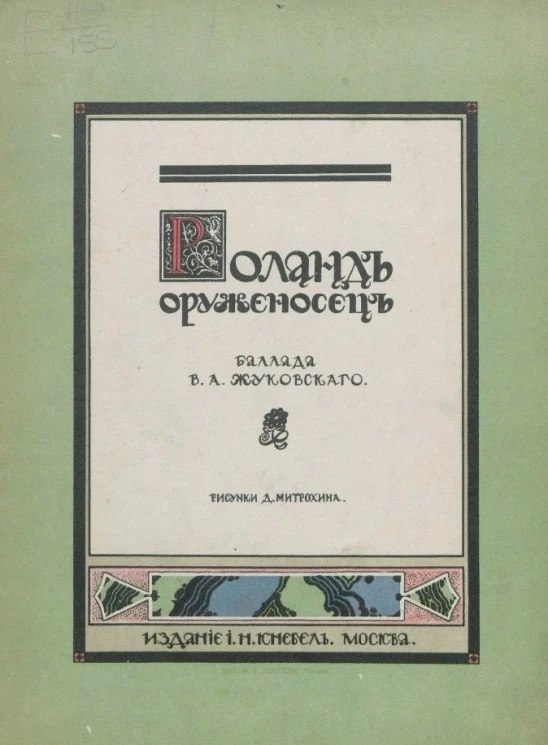 Роландъ
оруженосецъ
баллада
В. А. Жуковскаго.
Рисунки Д. Митрохина.
Изданіе І. Н. Кнебель. Москва.